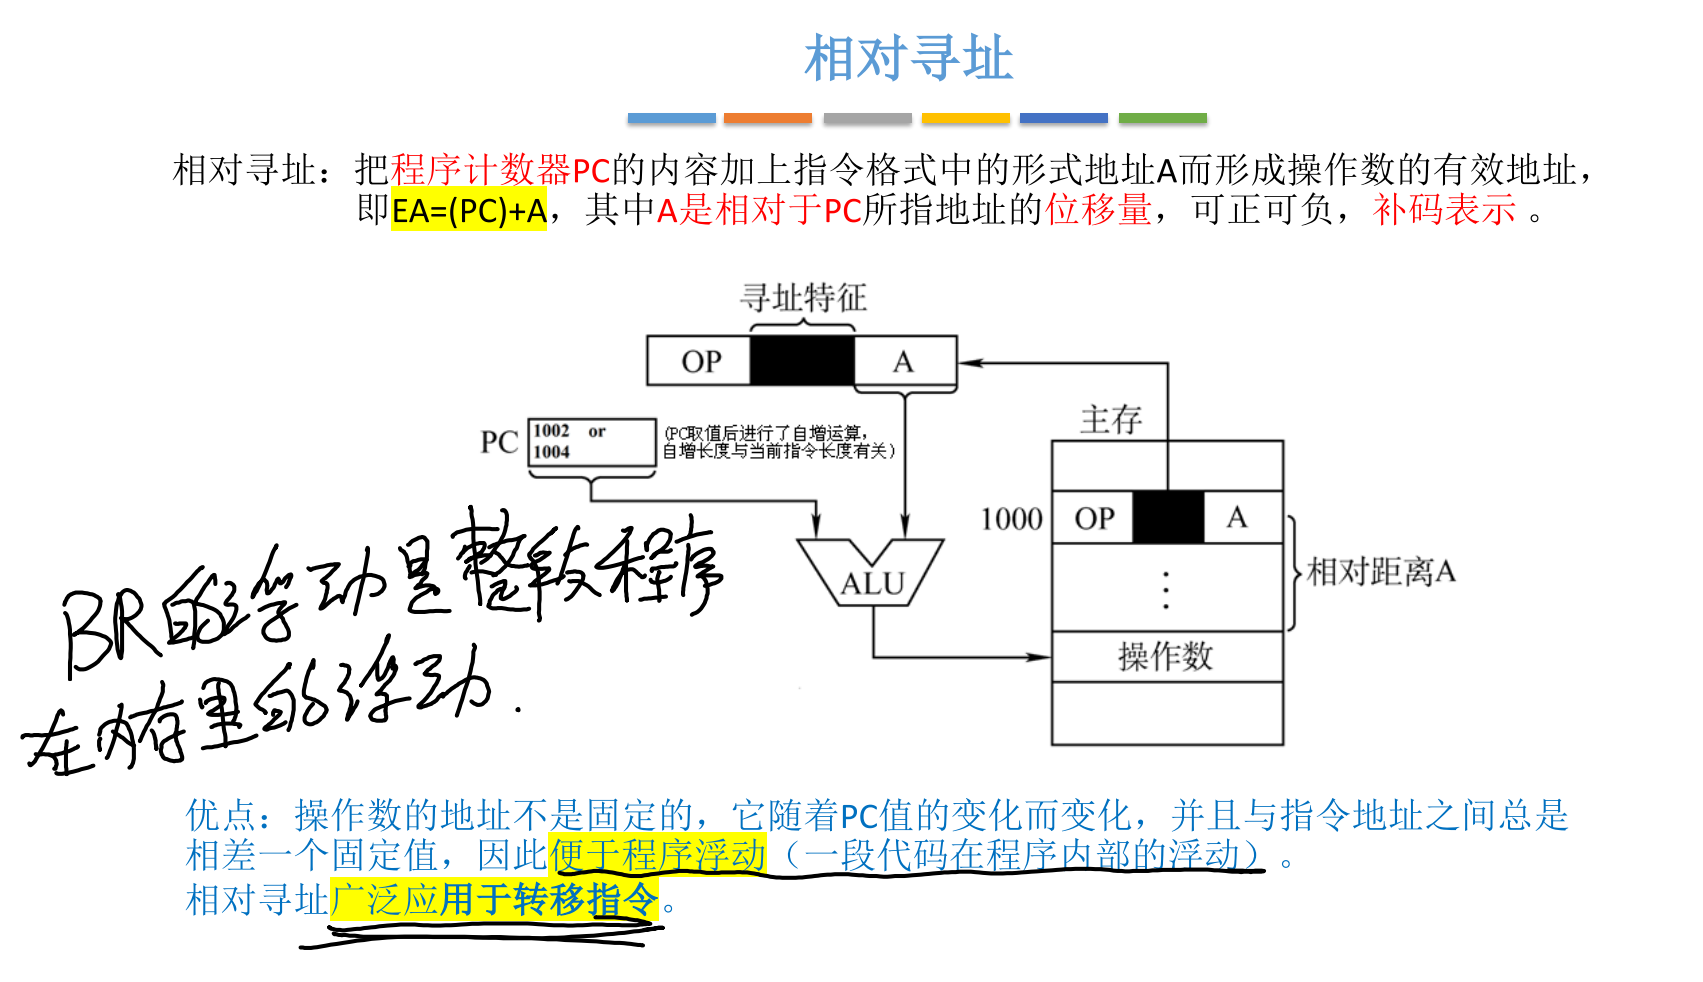 相对寻址
相对寻址：把程序计数器PC的内容加上指令格式中的形式地址A而形成操作数的有效地址，
即EA=(PC)+A，其中A是相对于PC所指地址的位移量，可正可负，补码表示 。
寻址特征
OP A
主存
PC 1002 or
1004
(PC取值后进行了自增运算，
自增长度与当前指令长度有关)
1000 OP A
ALU
相对距离A
操作数
BR的浮动是整段程序
在内存里的浮动.
优点：操作数的地址不是固定的，它随着PC值的变化而变化，并且与指令地址之间总是
相差一个固定值，因此便于程序浮动（一段代码在程序内部的浮动）。
相对寻址广泛应用于转移指令。